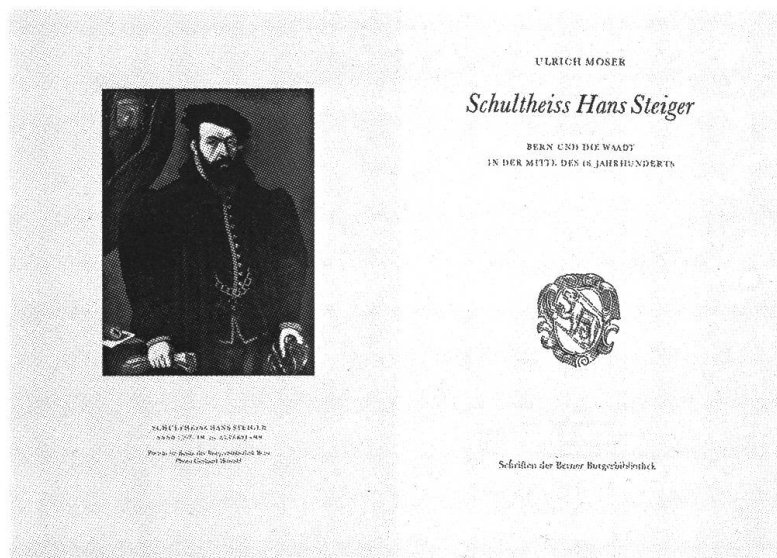 SCHULTHEISS HANS STEIGER
Schriften der Berner Burgerbibliothek
ULRICH MOSER
Schultheiss Hans Steiger
BERN UND DIE WAADT
IN DER MITTE DES 16. JAHRHUNDERTS